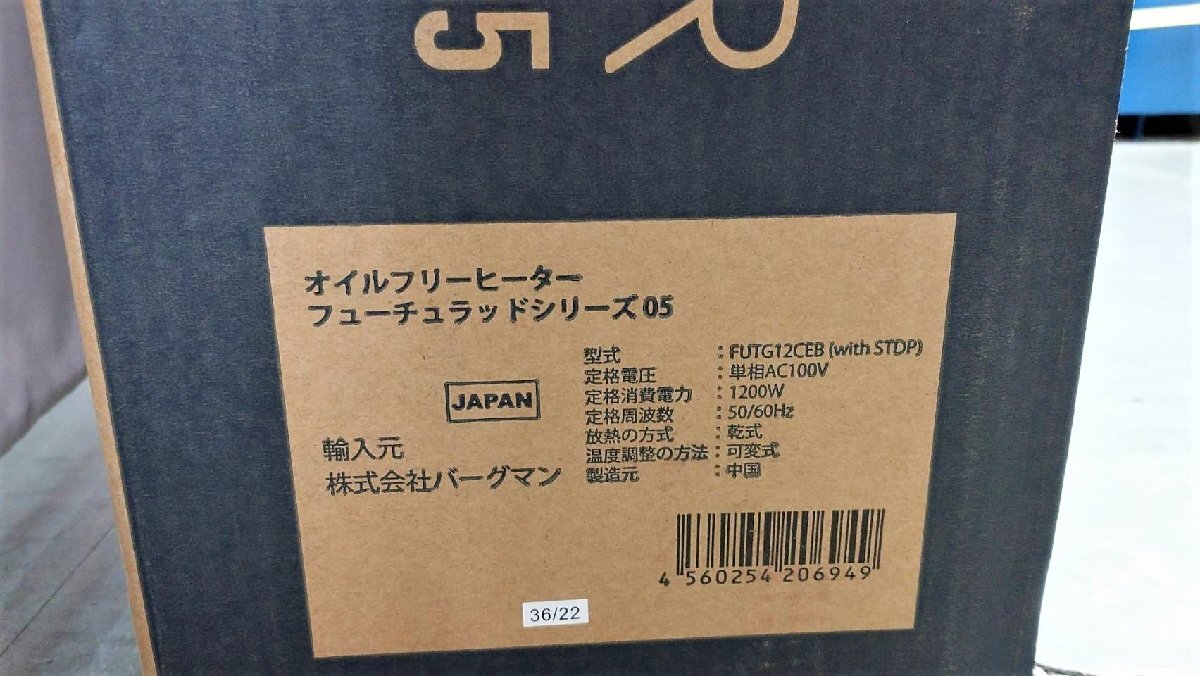 R
5
オイルフリーヒーター
フューチュラッドシリーズ05
型式 : FUTG12CEB (with STDP)
定格電圧 : 単相AC100V
定格消費電力 : 1200W
定格周波数 : 50/60Hz
放熱の方式 : 乾式
温度調整の方法 : 可変式
製造元 : 中国
JAPAN
輸入元
株式会社バーグマン
4 560254 206949
36/22